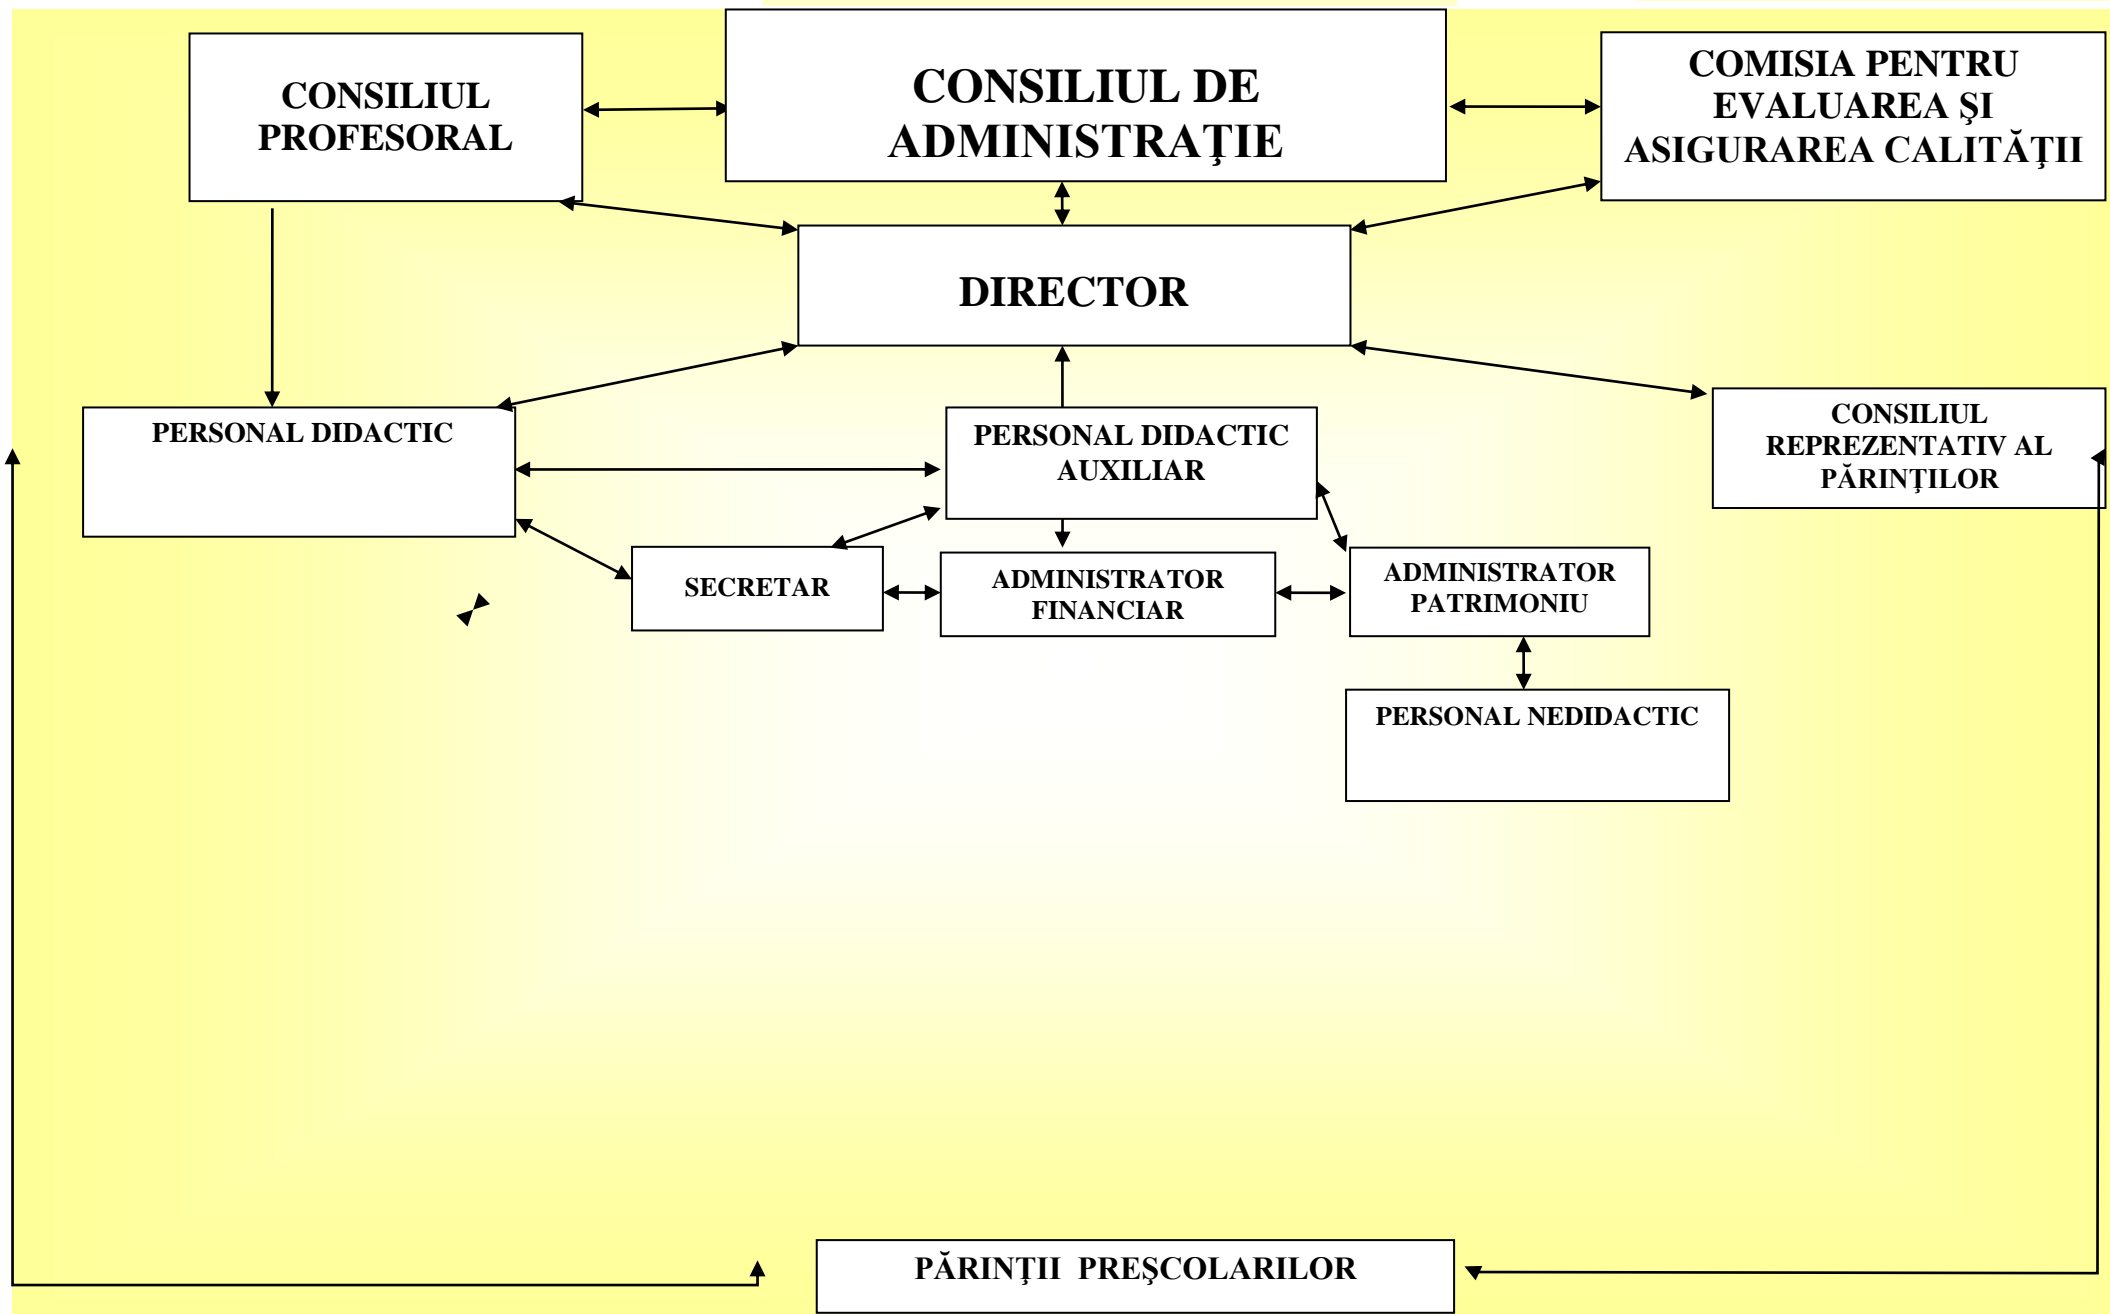 CONSILIUL
PROFESORAL
CONSILIUL DE
ADMINISTRAŢIE
COMISIA PENTRU
EVALUAREA ŞI
ASIGURAREA CALITĂŢII
DIRECTOR
PERSONAL DIDACTIC
PERSONAL DIDACTIC
AUXILIAR
CONSILIUL
REPREZENTATIV AL
PĂRINŢILOR
SECRETAR
ADMINISTRATOR
FINANCIAR
ADMINISTRATOR
PATRIMONIU
PERSONAL NEDIDACTIC
PĂRINŢII  PREŞCOLARILOR